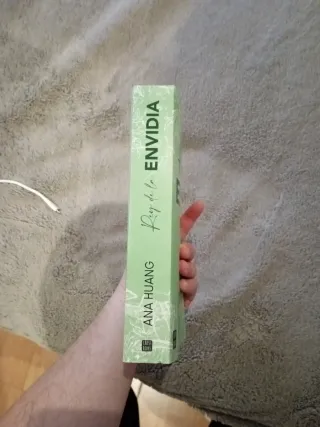 ANA HUANG
Rey de la
ENVIDIA